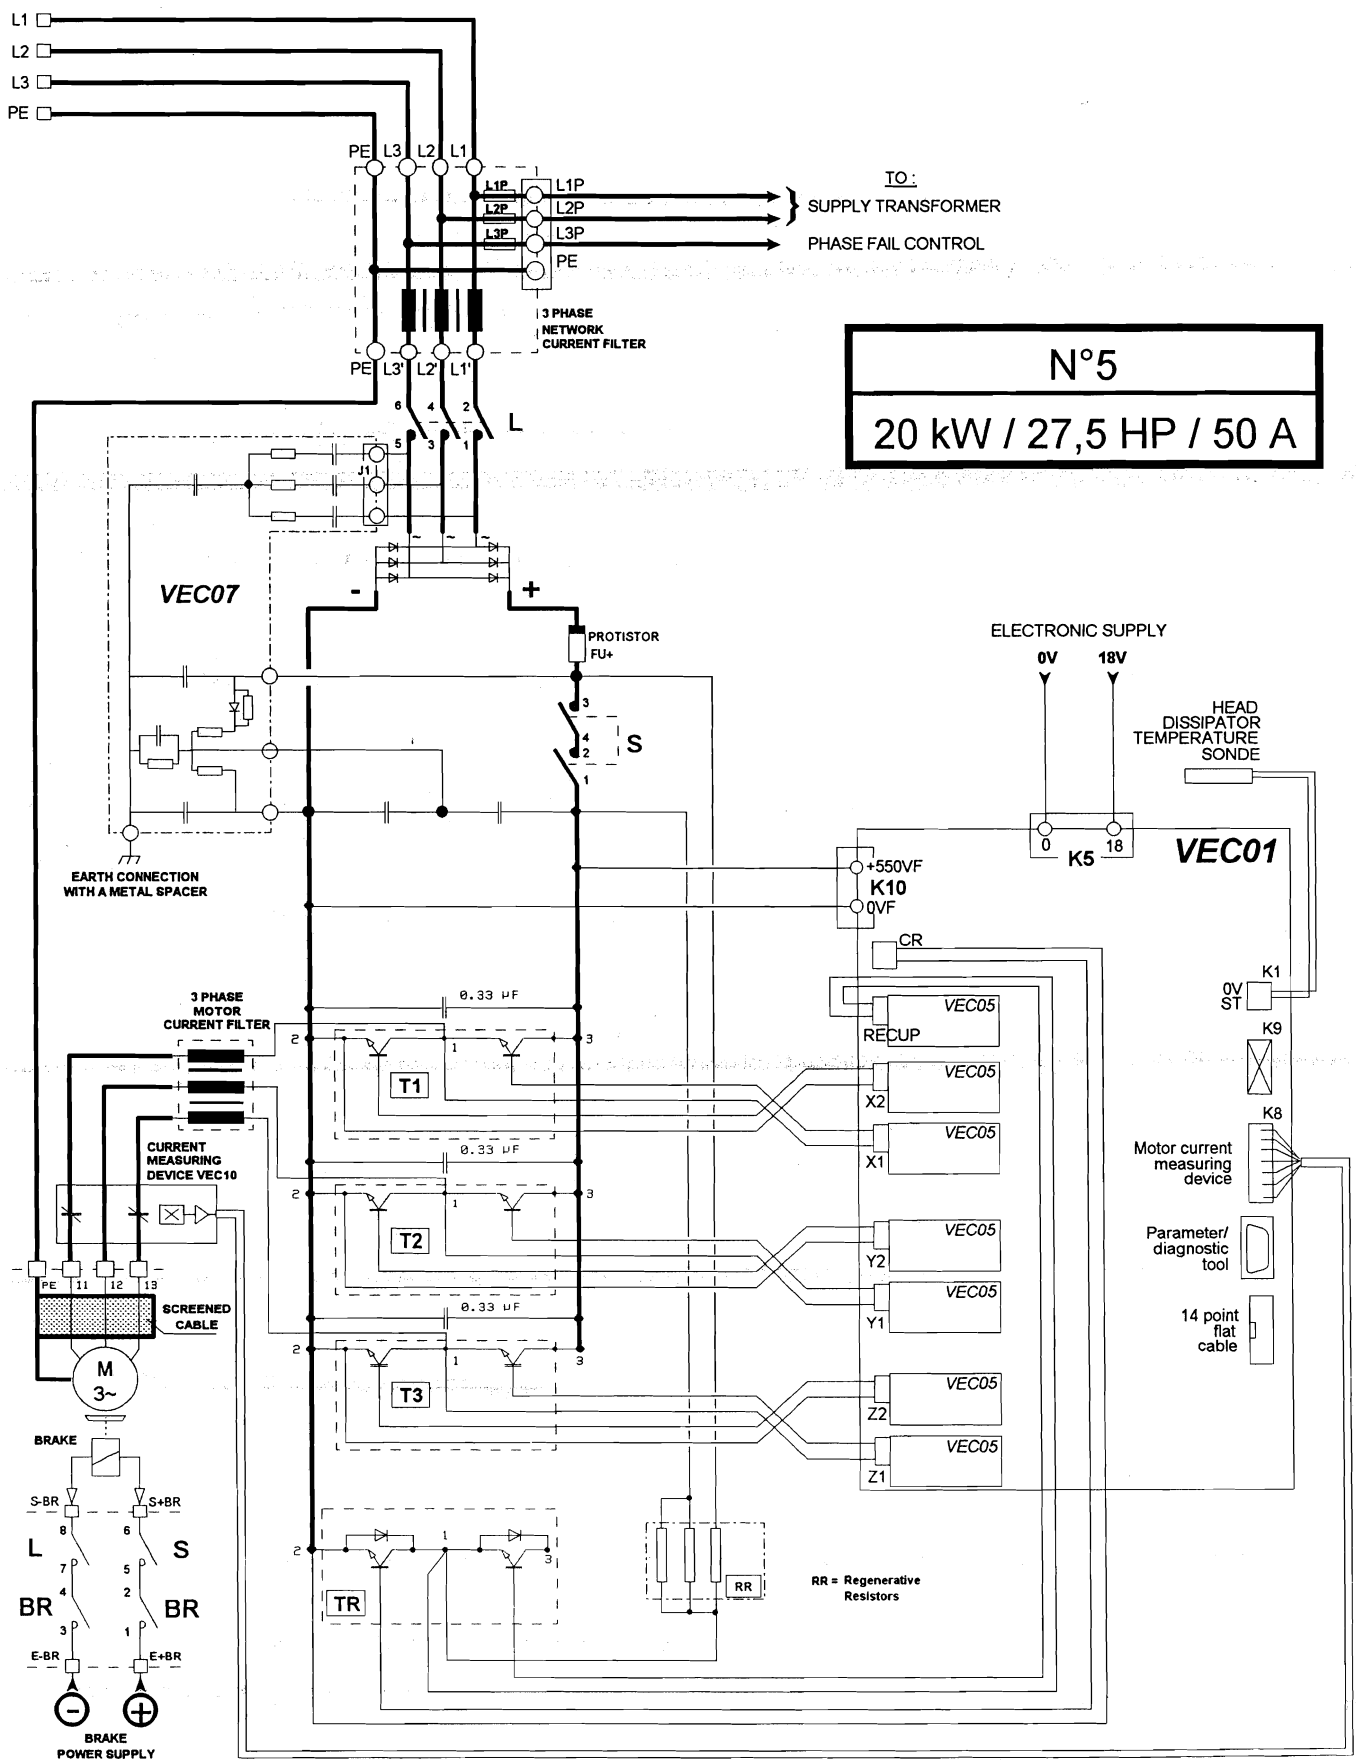 L1
L2
L3
PE
PE L3 L2 L1
L1P L1P
L2P L2P
L3P L3P
PE
TO :
SUPPLY TRANSFORMER
PHASE FAIL CONTROL
3 PHASE
NETWORK
CURRENT FILTER
PE L3' L2' L1'
N°5
20 kW / 27,5 HP / 50 A
6 4 2
L
5 3 1
J1
~ ~ ~
VEC07
- +
PROTISTOR
FU+
3
4
2
1
S
ELECTRONIC SUPPLY
0V 18V
HEAD
DISSIPATOR
TEMPERATURE
SONDE
0 18
K5
VEC01
EARTH CONNECTION
WITH A METAL SPACER
+550VF
K10
0VF
CR
K1
0V
ST
K9
K8
3 PHASE
MOTOR
CURRENT FILTER
0.33 µF
2 1 3
T1
VEC05
RECUP
VEC05
X2
VEC05
X1
CURRENT
MEASURING
DEVICE VEC10
0.33 µF
2 1 3
T2
VEC05
Y2
VEC05
Y1
Motor current
measuring
device
Parameter/
diagnostic
tool
14 point
flat
cable
PE 11 12 13
SCREENED
CABLE
0.33 µF
2 1 3
T3
VEC05
Z2
VEC05
Z1
M
3~
BRAKE
S-BR S+BR
8 6
L S
7 5
4 2
BR BR
3 1
E-BR E+BR
- +
BRAKE
POWER SUPPLY
2 1 3
TR
RR
RR = Regenerative
Resistors